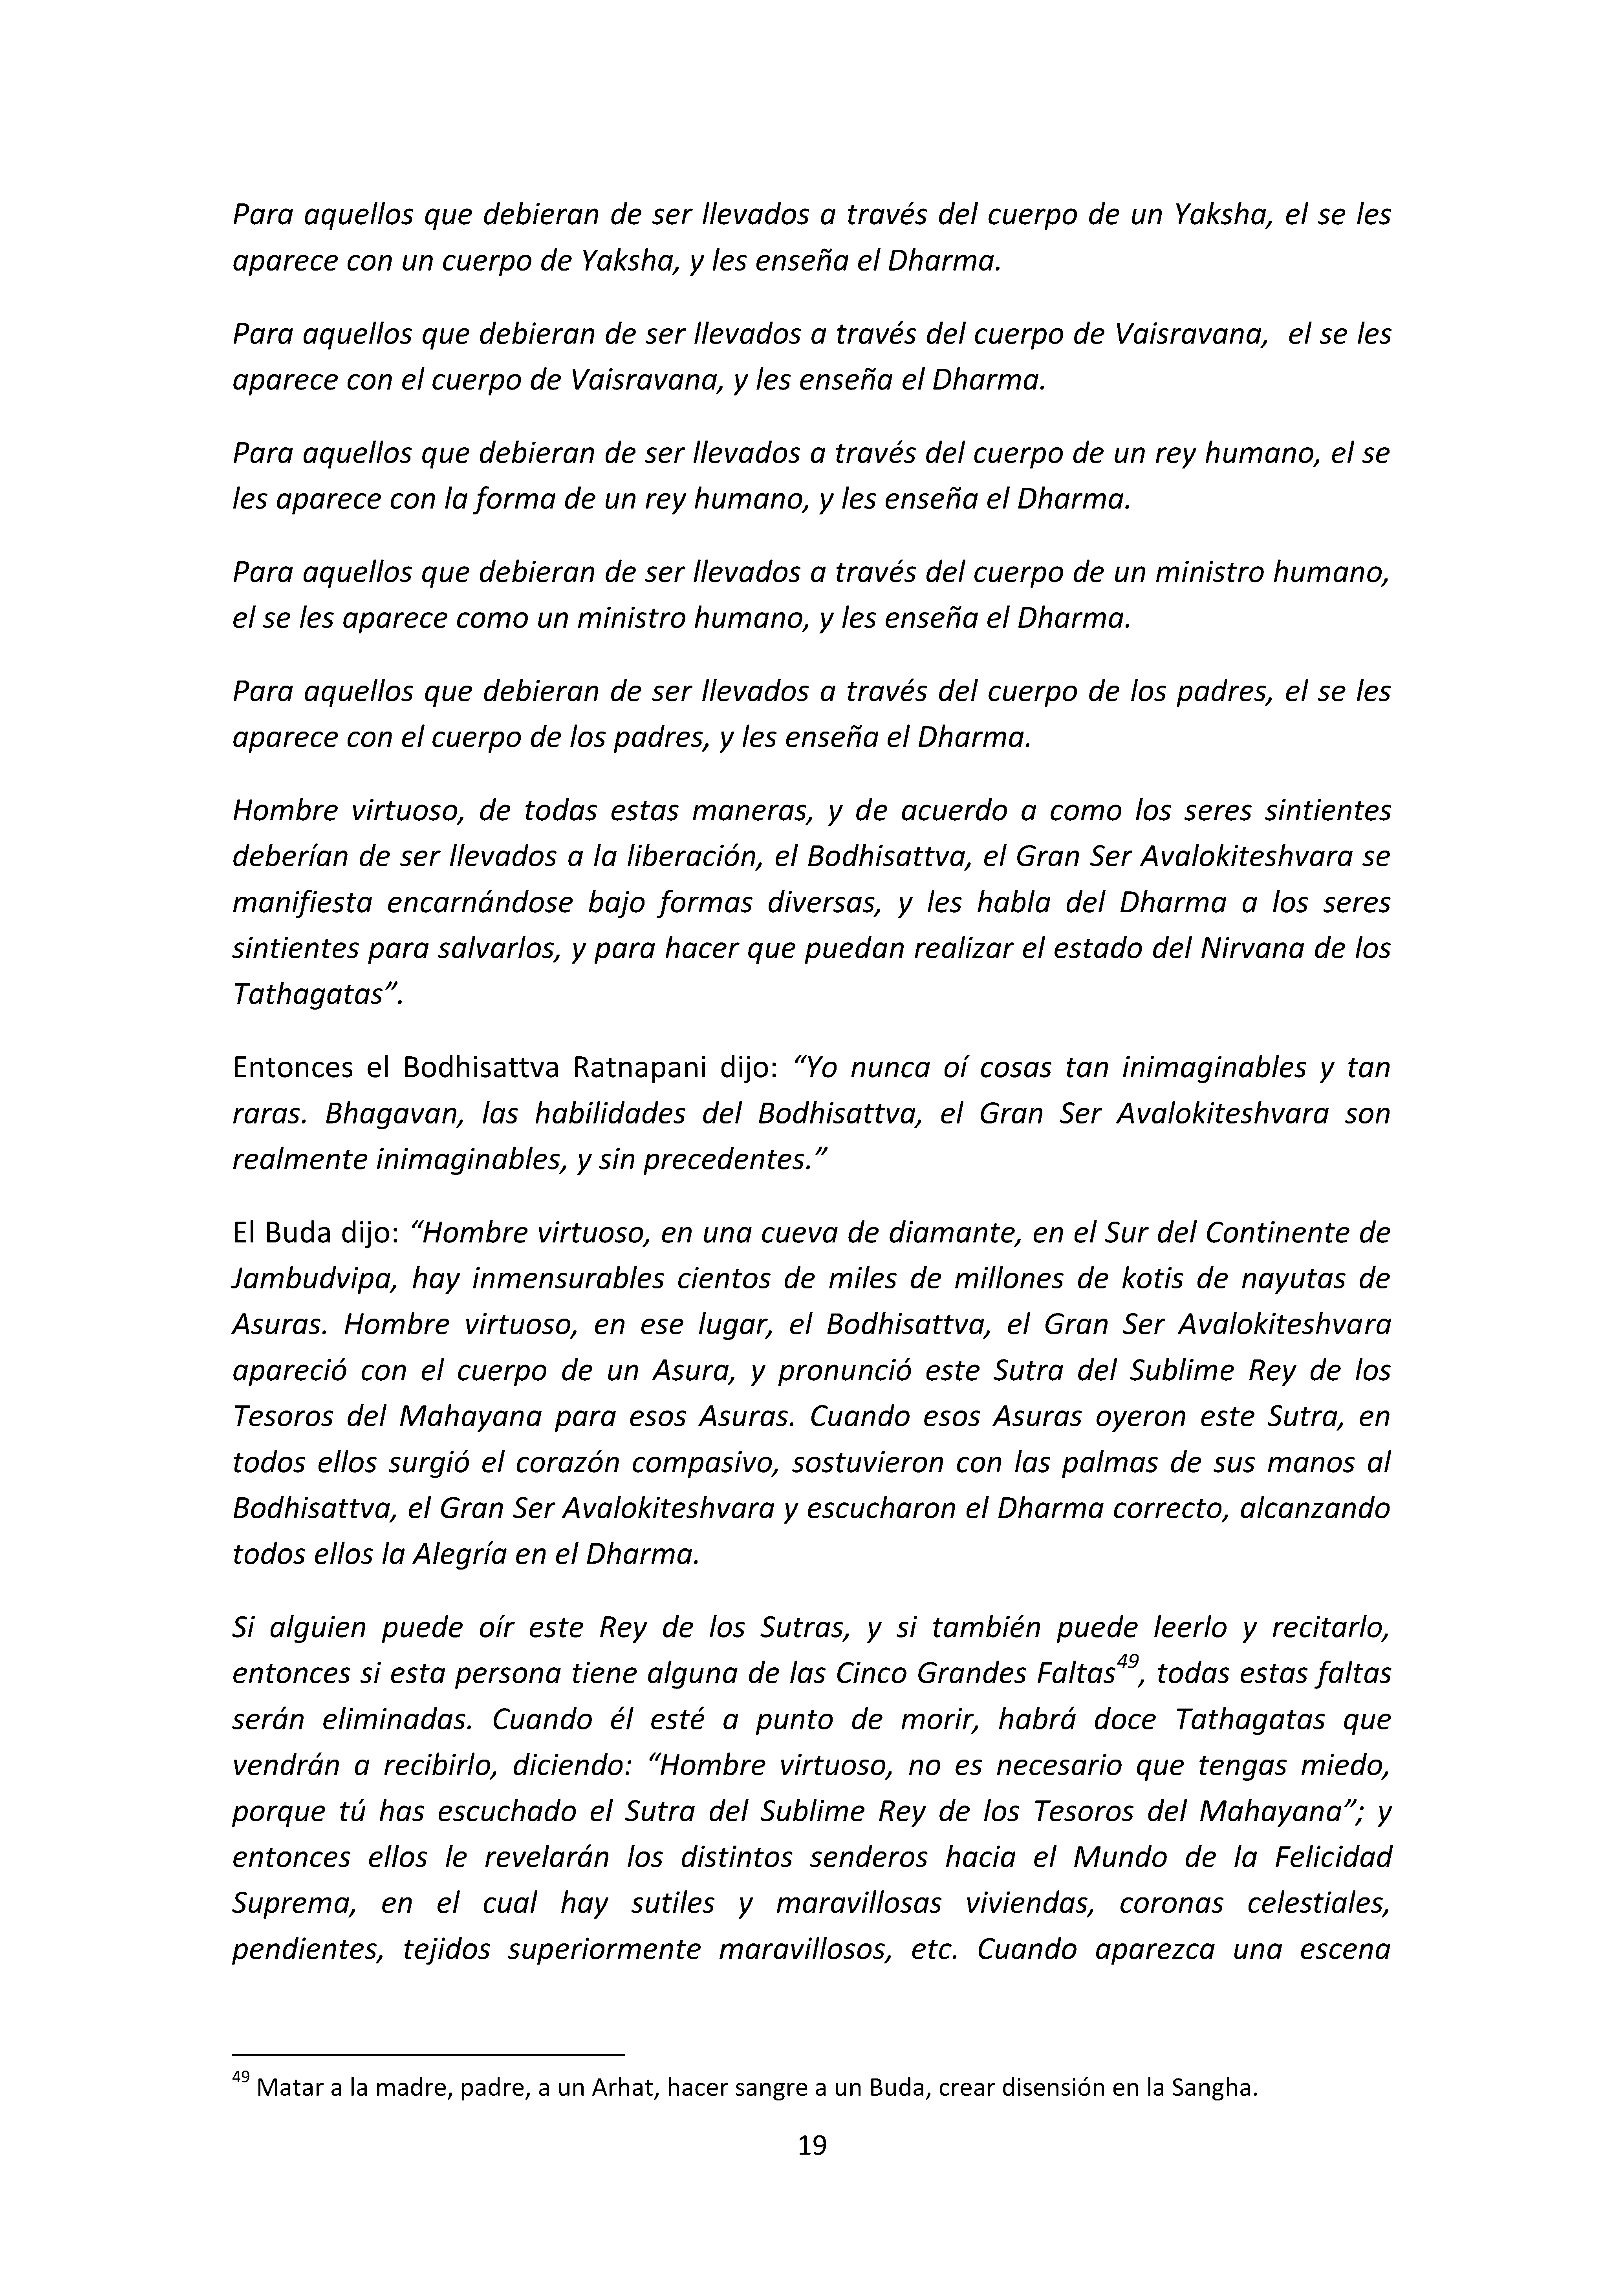 Para aquellos que debieran de ser llevados a través del cuerpo de un Yaksha, el se les
aparece con un cuerpo de Yaksha, y les enseña el Dharma.
Para aquellos que debieran de ser llevados a través del cuerpo de Vaisravana,  el se les
aparece con el cuerpo de Vaisravana, y les enseña el Dharma.
Para aquellos que debieran de ser llevados a través del cuerpo de un rey humano, el se
les aparece con la forma de un rey humano, y les enseña el Dharma.
Para aquellos que debieran de ser llevados a través del cuerpo de un ministro humano,
el se les aparece como un ministro humano, y les enseña el Dharma.
Para aquellos que debieran de ser llevados a través del cuerpo de los padres, el se les
aparece con el cuerpo de los padres, y les enseña el Dharma.
Hombre virtuoso, de todas estas maneras, y de acuerdo a como los seres sintientes
deberían de ser llevados a la liberación, el Bodhisattva, el Gran Ser Avalokiteshvara se
manifiesta encarnándose bajo formas diversas, y les habla del Dharma a los seres
sintientes para salvarlos, y para hacer que puedan realizar el estado del Nirvana de los
Tathagatas”.
Entonces el Bodhisattva Ratnapani dijo: “Yo nunca oí cosas tan inimaginables y tan
raras. Bhagavan, las habilidades del Bodhisattva, el Gran Ser Avalokiteshvara son
realmente inimaginables, y sin precedentes.”
El Buda dijo: “Hombre virtuoso, en una cueva de diamante, en el Sur del Continente de
Jambudvipa, hay inmensurables cientos de miles de millones de kotis de nayutas de
Asuras. Hombre virtuoso, en ese lugar, el Bodhisattva, el Gran Ser Avalokiteshvara
apareció con el cuerpo de un Asura, y pronunció este Sutra del Sublime Rey de los
Tesoros del Mahayana para esos Asuras. Cuando esos Asuras oyeron este Sutra, en
todos ellos surgió el corazón compasivo, sostuvieron con las palmas de sus manos al
Bodhisattva, el Gran Ser Avalokiteshvara y escucharon el Dharma correcto, alcanzando
todos ellos la Alegría en el Dharma.
Si alguien puede oír este Rey de los Sutras, y si también puede leerlo y recitarlo,
entonces si esta persona tiene alguna de las Cinco Grandes Faltas49, todas estas faltas
serán eliminadas. Cuando él esté a punto de morir, habrá doce Tathagatas que
vendrán a recibirlo, diciendo: “Hombre virtuoso, no es necesario que tengas miedo,
porque tú has escuchado el Sutra del Sublime Rey de los Tesoros del Mahayana”; y
entonces ellos le revelarán los distintos senderos hacia el Mundo de la Felicidad
Suprema, en el cual hay sutiles y maravillosas viviendas, coronas celestiales,
pendientes, tejidos superiormente maravillosos, etc. Cuando aparezca una escena
49 Matar a la madre, padre, a un Arhat, hacer sangre a un Buda, crear disensión en la Sangha.
19